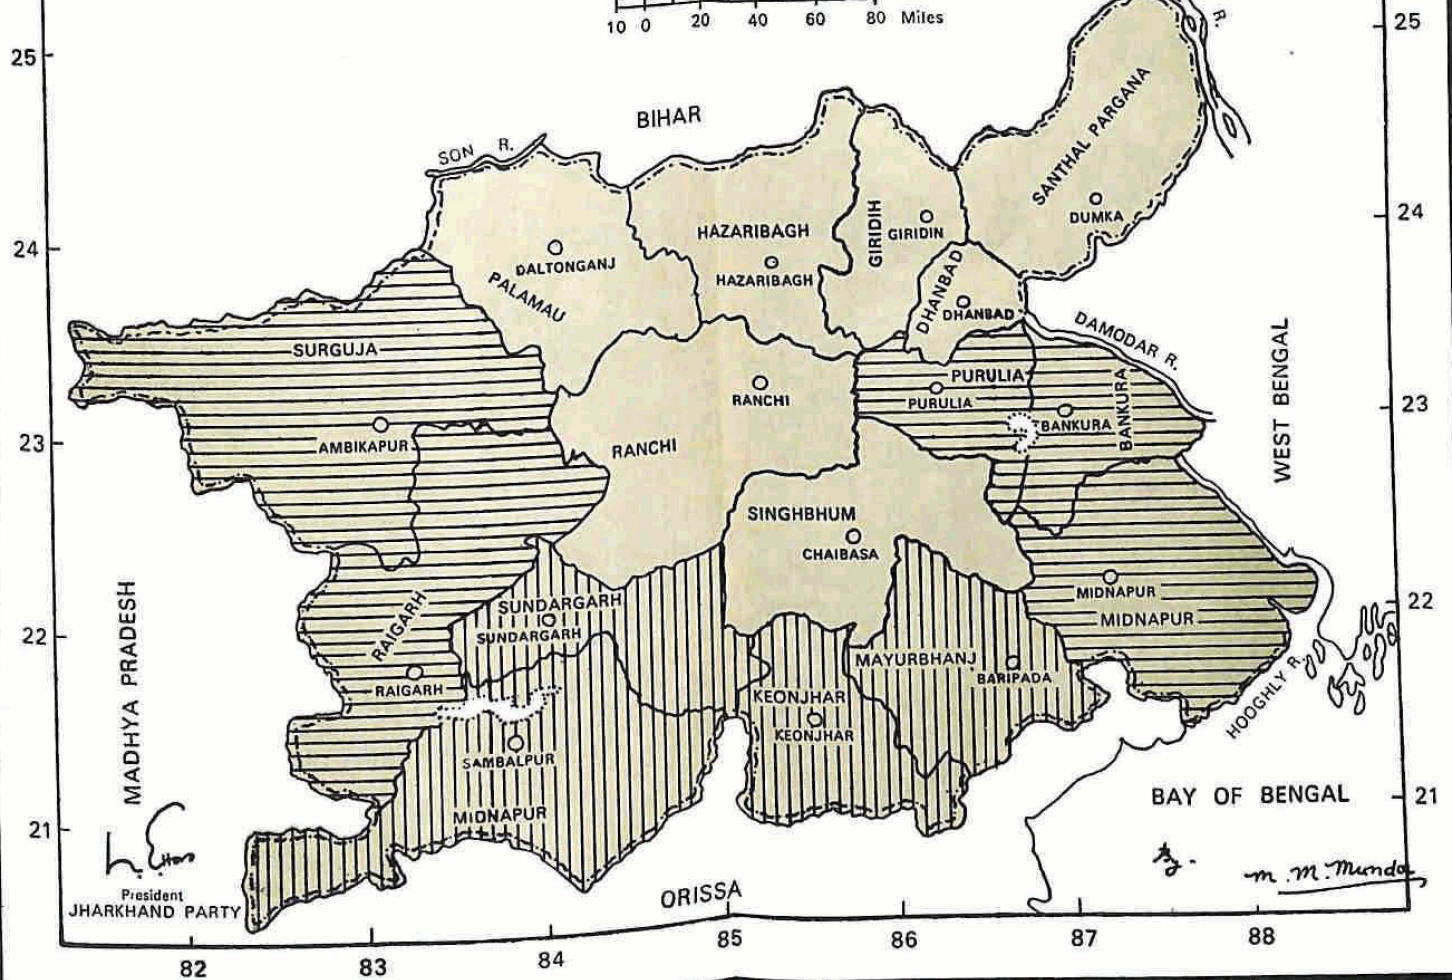 10 0 20 40 60 80 Miles
R.
25
25
BIHAR
SON R.
SANTHAL PARGANA
DUMKA
24
24
HAZARIBAGH
HAZARIBAGH
GIRIDIH
GIRIDIN
DALTONGANJ
PALAMAU
DHANBAD
DHANBAD
DAMODAR R.
WEST BENGAL
SURGUJA
AMBIKAPUR
RANCHI
RANCHI
PURULIA
PURULIA
BANKURA
BANKURA
23
23
SINGHBHUM
CHAIBASA
MIDNAPUR
MIDNAPUR
22
22
MADHYA PRADESH
RAIGARH
RAIGARH
SUNDARGARH
SUNDARGARH
MAYURBHANJ
BARIPADA
KEONJHAR
KEONJHAR
SAMBALPUR
MIDNAPUR
HOOGHLY R.
BAY OF BENGAL
21
21
ORISSA
Horo
President
JHARKHAND PARTY
By.
M. M. Munda
82 83 84 85 86 87 88